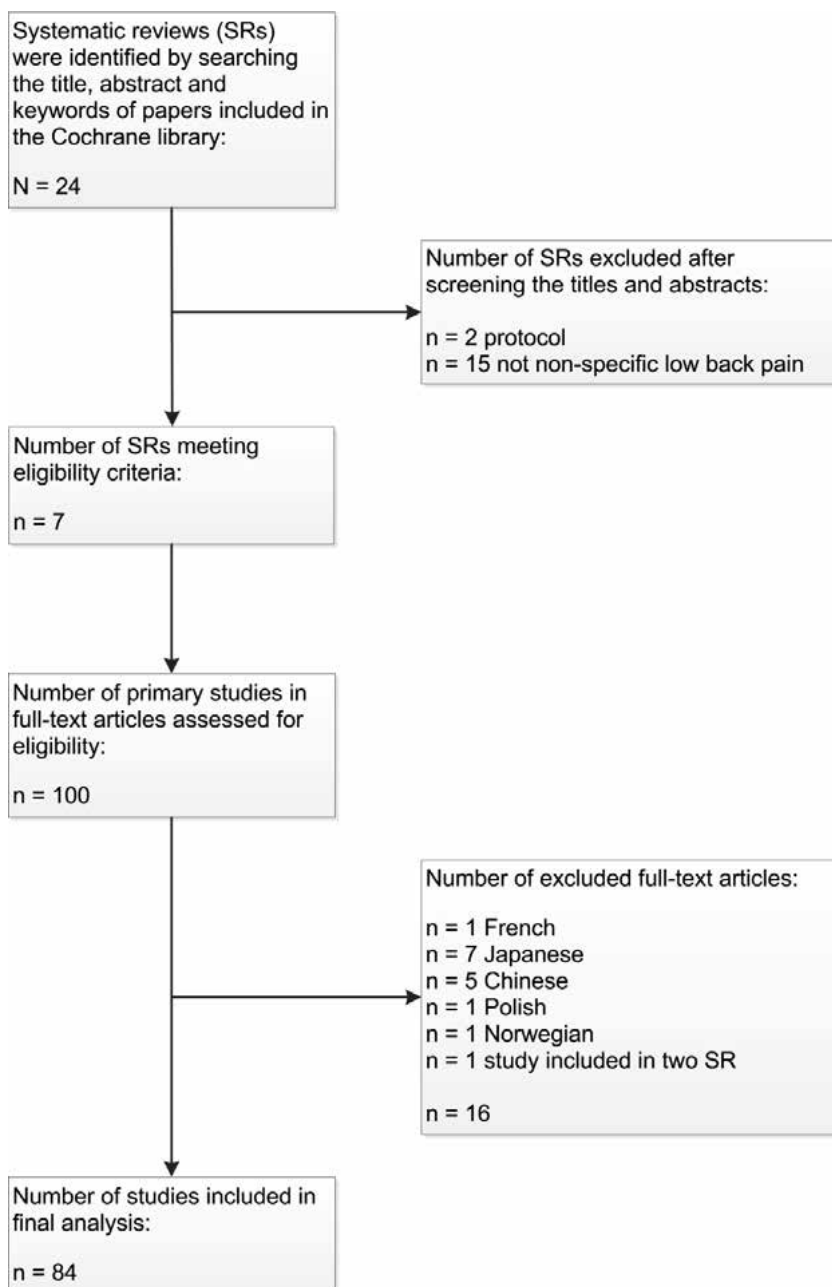 Systematic reviews (SRs)
were identified by searching
the title, abstract and
keywords of papers included in
the Cochrane library:
N = 24
Number of SRs excluded after
screening the titles and abstracts:
n = 2 protocol
n = 15 not non-specific low back pain
Number of SRs meeting
eligibility criteria:
n = 7
Number of primary studies in
full-text articles assessed for
eligibility:
n = 100
Number of excluded full-text articles:
n = 1 French
n = 7 Japanese
n = 5 Chinese
n = 1 Polish
n = 1 Norwegian
n = 1 study included in two SR
n = 16
Number of studies included in
final analysis:
n = 84